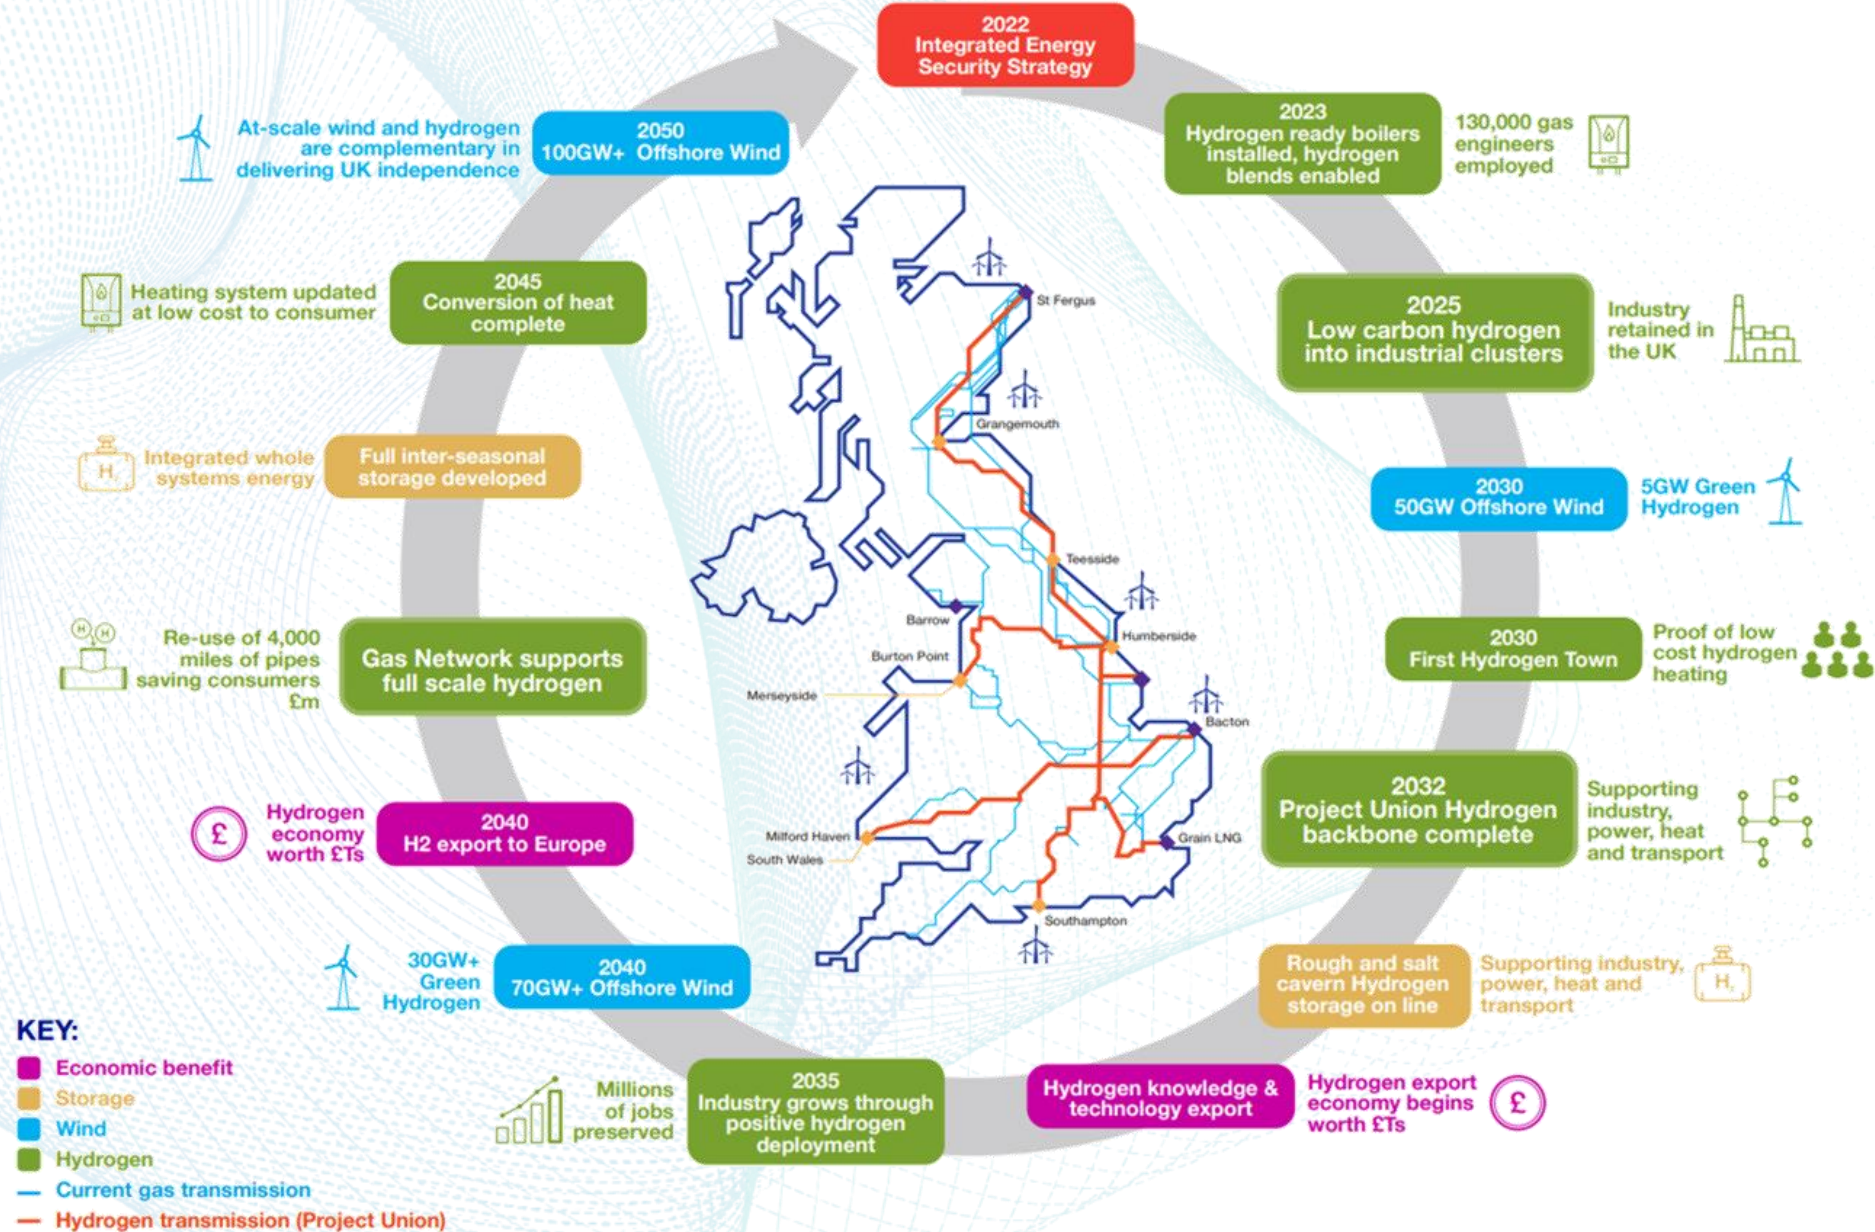 2022
Integrated Energy
Security Strategy
2023
Hydrogen ready boilers
installed, hydrogen
blends enabled
130,000 gas
engineers
employed
2025
Low carbon hydrogen
into industrial clusters
Industry
retained in
the UK
2030
50GW Offshore Wind
5GW Green
Hydrogen
2030
First Hydrogen Town
Proof of low
cost hydrogen
heating
2032
Project Union Hydrogen
backbone complete
Supporting
industry,
power, heat
and transport
Rough and salt
cavern Hydrogen
storage on line
Supporting industry,
power, heat and
transport
H₂
Hydrogen knowledge &
technology export
Hydrogen export
economy begins
worth £Ts
£
2035
Industry grows through
positive hydrogen
deployment
Millions
of jobs
preserved
2040
70GW+ Offshore Wind
30GW+
Green
Hydrogen
2040
H2 export to Europe
Hydrogen
economy
worth £Ts
£
Gas Network supports
full scale hydrogen
Re-use of 4,000
miles of pipes
saving consumers
£m
H H
Full inter-seasonal
storage developed
Integrated whole
systems energy
H₂
2045
Conversion of heat
complete
Heating system updated
at low cost to consumer
2050
100GW+ Offshore Wind
At-scale wind and hydrogen
are complementary in
delivering UK independence
St Fergus
Grangemouth
Teesside
Barrow
Humberside
Burton Point
Merseyside
Bacton
Milford Haven
South Wales
Grain LNG
Southampton
KEY:
Economic benefit
Storage
Wind
Hydrogen
Current gas transmission
Hydrogen transmission (Project Union)